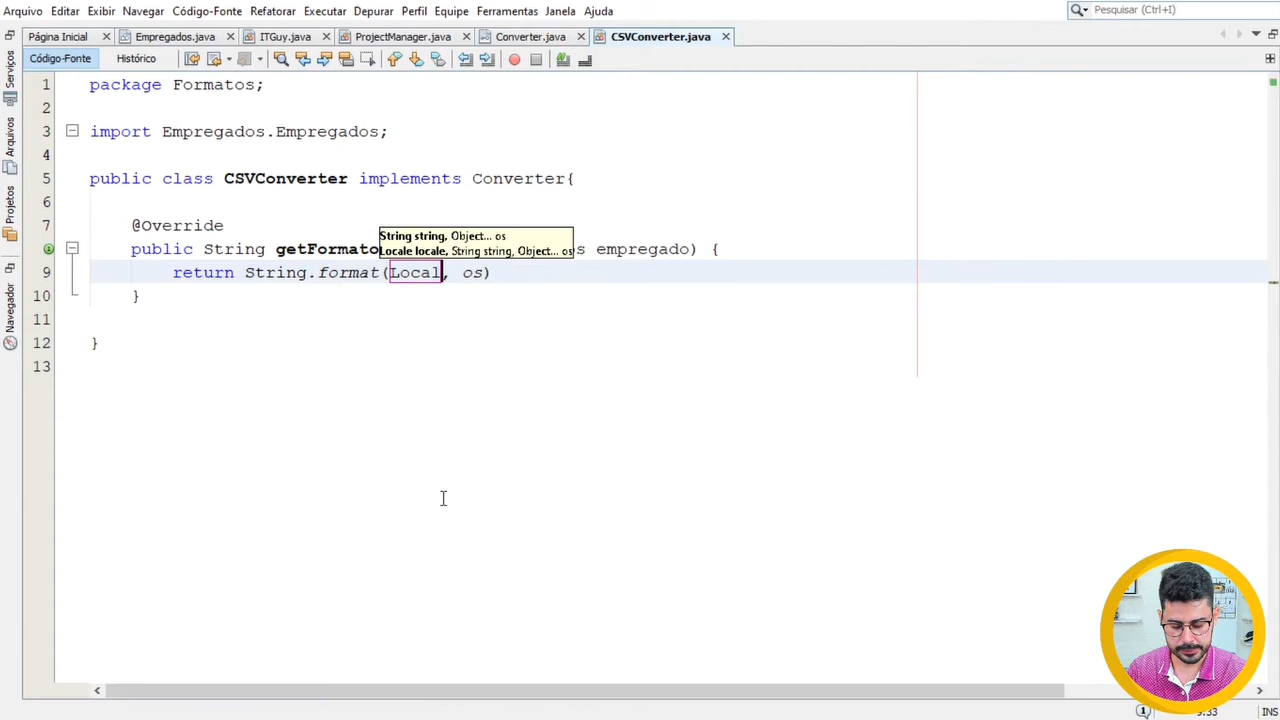 Arquivo Editar Exibir Navegar Código-Fonte Refatorar Executar Depurar Perfil Equipe Ferramentas Janela Ajuda
Pesquisar (Ctrl+I)
Página Inicial Empregados.java ITGuy.java ProjectManager.java Converter.java CSVConverter.java
Código-Fonte Histórico
Serviços
Arquivos
Projetos
Navegador
1 package Formatos;
2
3 import Empregados.Empregados;
4
5 public class CSVConverter implements Converter{
6
7 @Override
String string, Object... os
Locale locale, String string, Object... os
8 public String getFormato s empregado) {
9 return String.format(Local, os)
10 }
11
12 }
13
9:33 INS